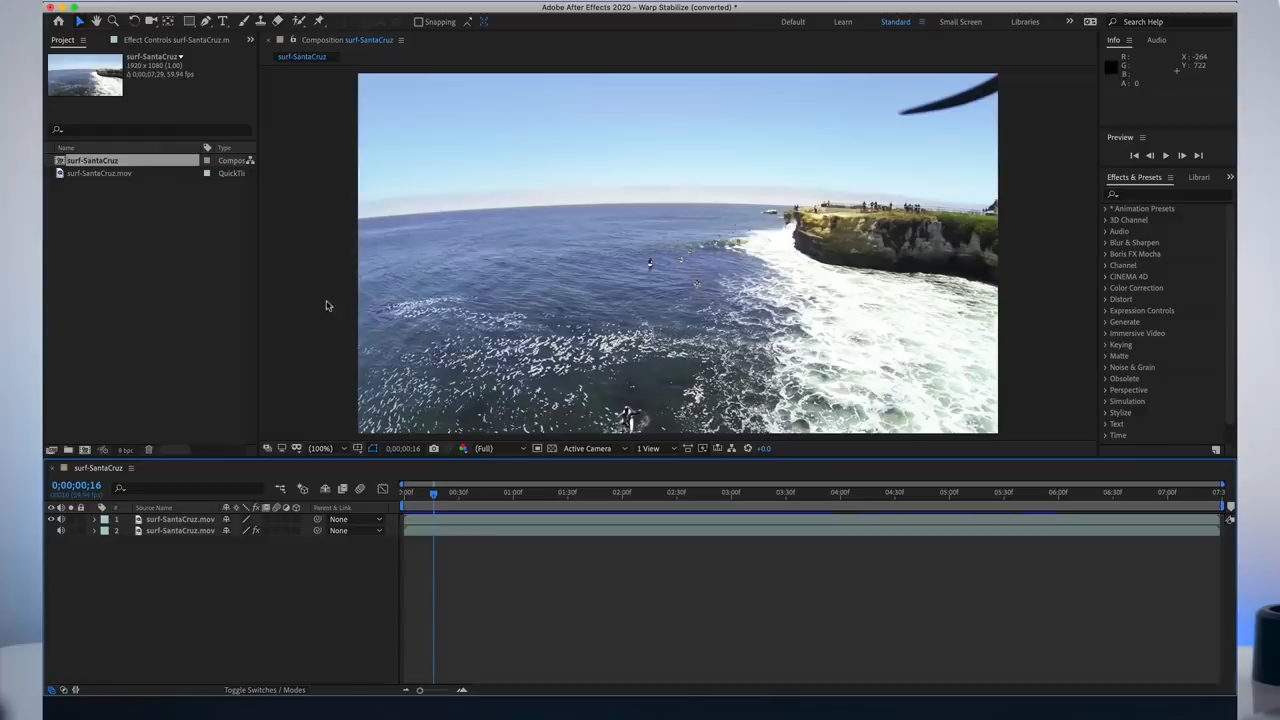 Adobe After Effects 2020 - Warp Stabilize (converted) *
Snapping
Default
Learn
Standard
Small Screen
Libraries
Search Help
Project
Effect Controls surf-SantaCruz.m
surf-SantaCruz
1920 x 1080 (1.00)
Δ 0;00;07;29, 59.94 fps
Name
Type
surf-SantaCruz
Compos
surf-SantaCruz.mov
QuickTi
8 bpc
Composition surf-SantaCruz
surf-SantaCruz
(100%)
0;00;00;16
(Full)
Active Camera
1 View
+0.0
Info
Audio
R :
G :
B :
A : 0
X : -264
Y : 722
Preview
Effects & Presets
Librari
* Animation Presets
3D Channel
Audio
Blur & Sharpen
Boris FX Mocha
Channel
CINEMA 4D
Color Correction
Distort
Expression Controls
Generate
Immersive Video
Keying
Matte
Noise & Grain
Obsolete
Perspective
Simulation
Stylize
Text
Time
surf-SantaCruz
0;00;00;16
00016 (59.94 fps)
:00f
00:30f
01:00f
01:30f
02:00f
02:30f
03:00f
03:30f
04:00f
04:30f
05:00f
05:30f
06:00f
06:30f
07:00f
07:3
#
Source Name
Parent & Link
1
surf-SantaCruz.mov
None
2
surf-SantaCruz.mov
None
Toggle Switches / Modes